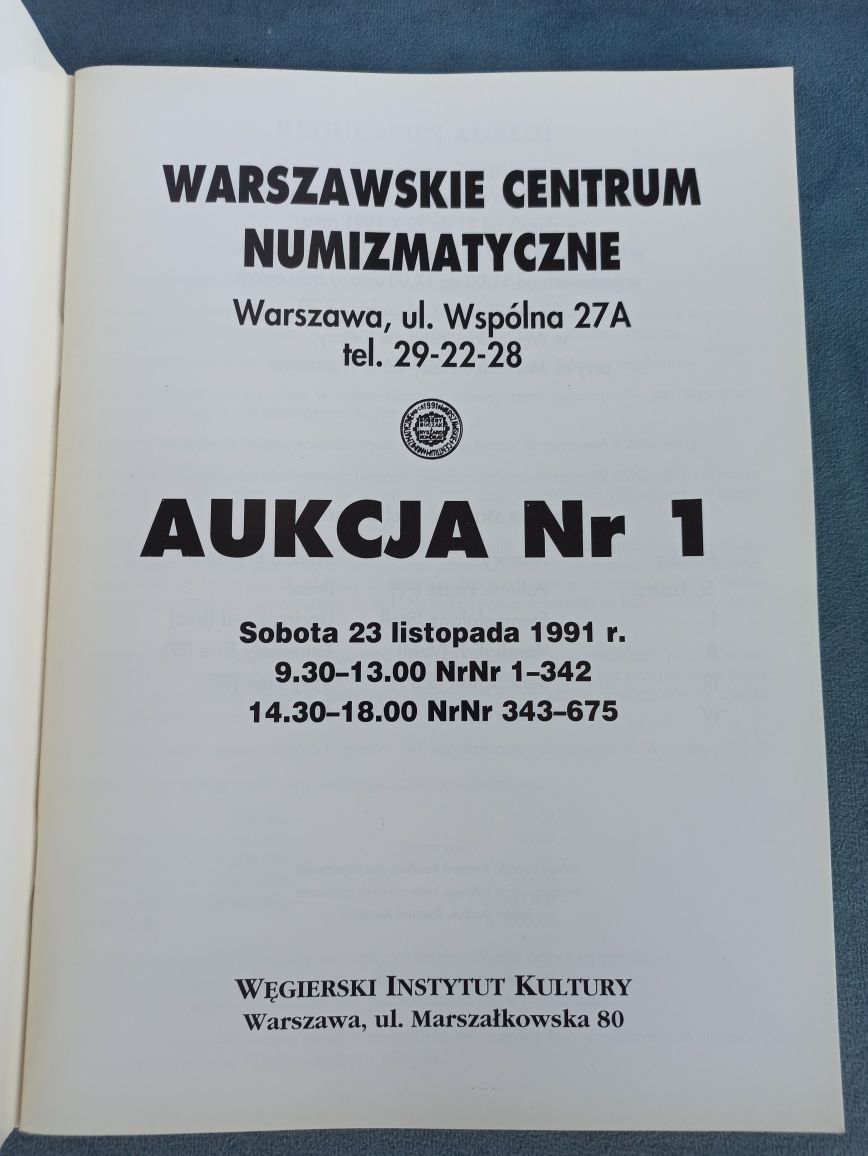 WARSZAWSKIE CENTRUM
NUMIZMATYCZNE
Warszawa, ul. Wspólna 27A
tel. 29-22-28
AUKCJA Nr 1
Sobota 23 listopada 1991 r.
9.30–13.00 NrNr 1–342
14.30–18.00 NrNr 343–675
WĘGIERSKI INSTYTUT KULTURY
Warszawa, ul. Marszałkowska 80